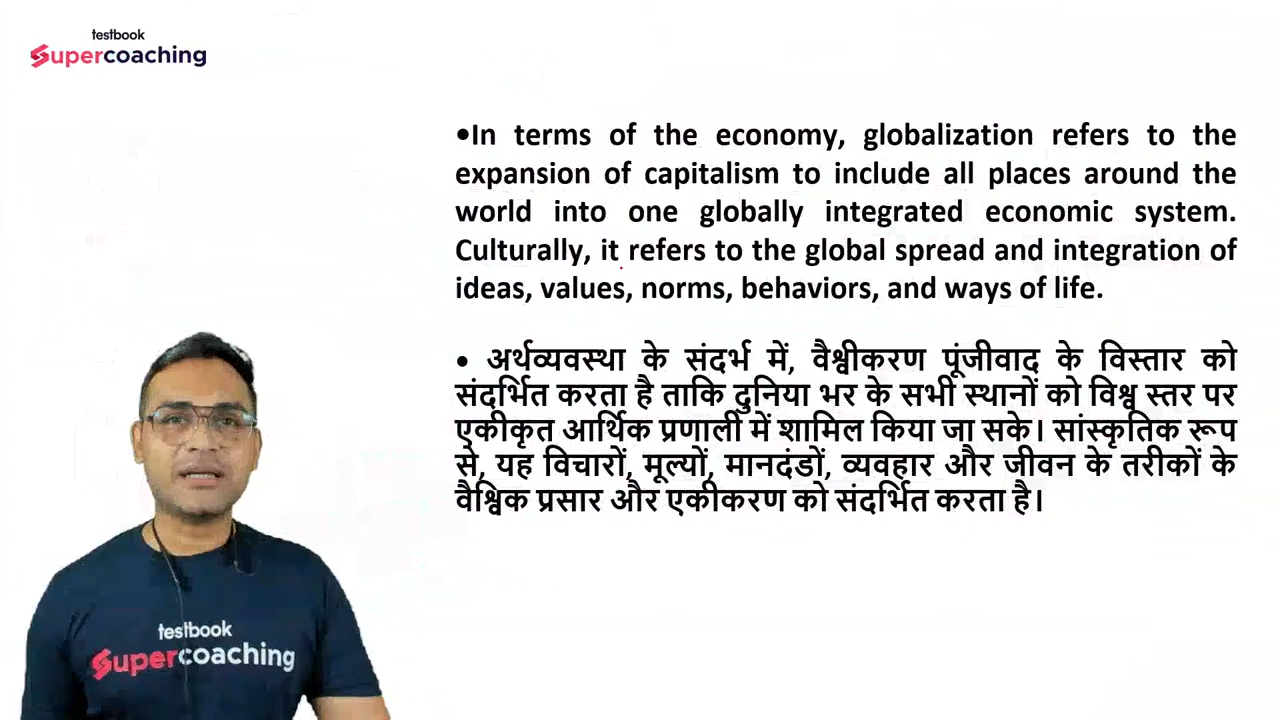 testbook
Supercoaching
•In terms of the economy, globalization refers to the
expansion of capitalism to include all places around the
world into one globally integrated economic system.
Culturally, it refers to the global spread and integration of
ideas, values, norms, behaviors, and ways of life.
• अर्थव्यवस्था के संदर्भ में, वैश्वीकरण पूंजीवाद के विस्तार को
संदर्भित करता है ताकि दुनिया भर के सभी स्थानों को विश्व स्तर पर
एकीकृत आर्थिक प्रणाली में शामिल किया जा सके। सांस्कृतिक रूप
से, यह विचारों, मूल्यों, मानदंडों, व्यवहार और जीवन के तरीकों के
वैश्विक प्रसार और एकीकरण को संदर्भित करता है।
testbook
Supercoaching